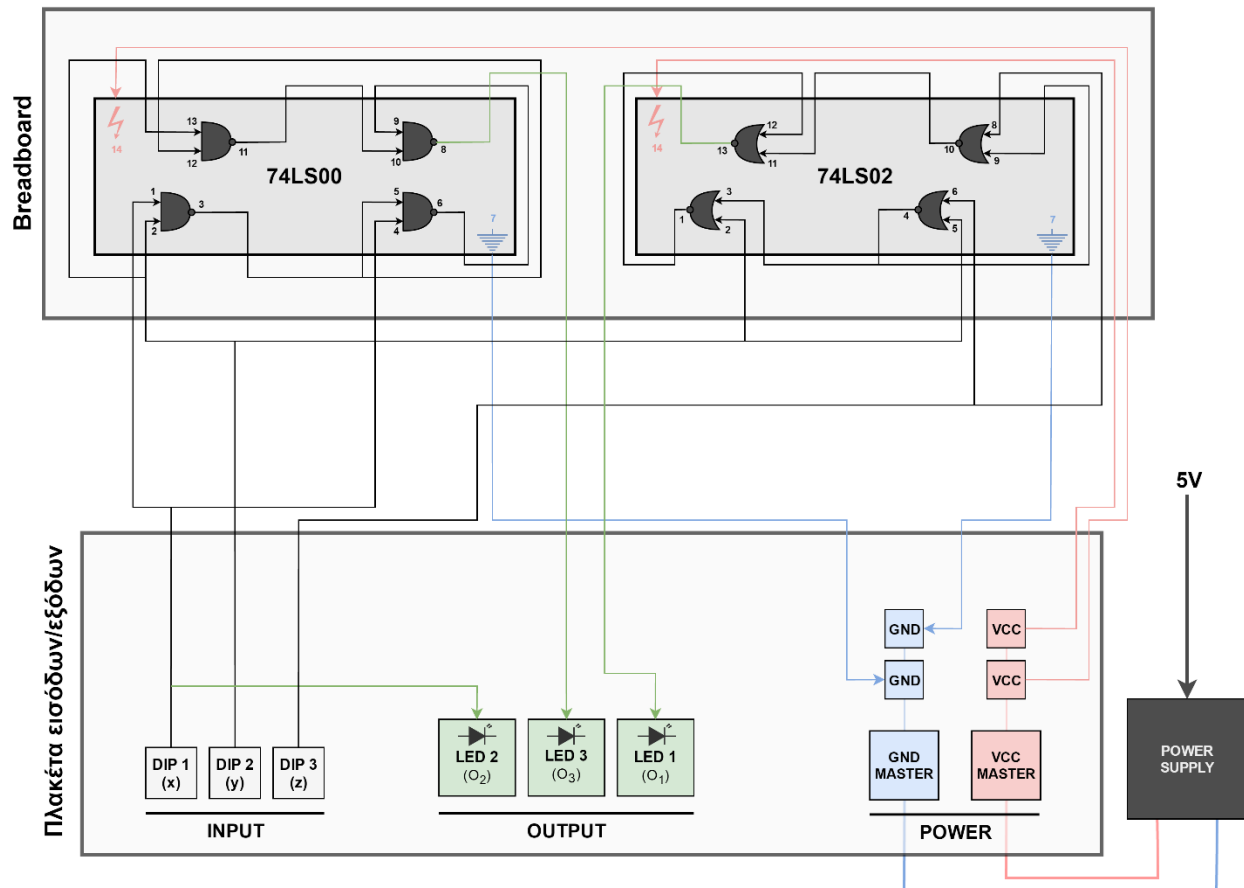 Breadboard
13
12
11
9
10
8
14
74LS00
1
2
3
5
4
6
7
12
11
13
8
9
10
14
74LS02
3
2
1
6
5
4
7
5V
Πλακέτα εισόδων/εξόδων
GND
VCC
GND
VCC
LED 2
(O₂)
LED 3
(O₃)
LED 1
(O₁)
GND
MASTER
VCC
MASTER
POWER
SUPPLY
DIP 1
(x)
DIP 2
(y)
DIP 3
(z)
INPUT
OUTPUT
POWER